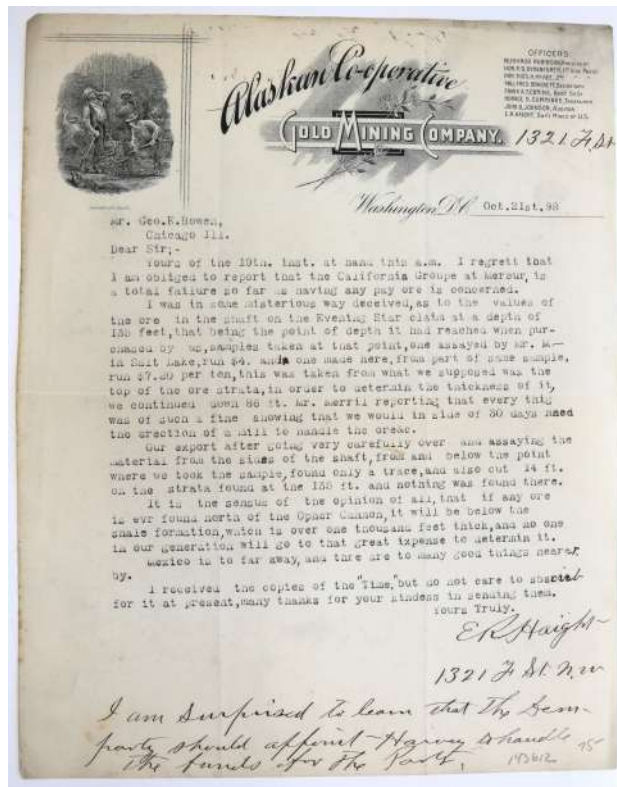 Alaskan Co-operative
GOLD MINING COMPANY.
OFFICERS:
1321 F St
Washington, D.C. Oct.21st.98
Mr. Geo.E.Bowen,
Chicago Ill.
Dear Sir;-
Yours of the 19th. inst. at hand this a.m. I regrett that
I am obliged to report that the California Groupe at Mercur, is
a total failure so far as having any pay ore is concerned.
I was in some misterious way deceived,as to the values of
the ore in the shaft on the Evening Star claim at a depth of
135 feet,that being the point of depth it had reached when pur-
chased by us,samples taken at that point,one assayed by Mr. M—
in Salt Lake,run $4. and one made here,from part of same sample,
run $7.20 per ton,this was taken from what we supposed was the
top of the ore strata,in order to determin the thickness of it,
we continued down 86 ft. Mr. Merril reporting that every thig
was of such a fine showing that we would in side of 30 days need
the erection of a mill to handle the
Our export after going very carefully over and assaying the
material from the sides of the shaft,from and below the point
where we took the sample,found only a trace,and also cut 14 ft.
on the strata found at the 135 ft. and nothing was found there.
It is the sensus of the opinion of all,that if any ore
is evr found north of the Opher Cannon,it will be below the
shale formation,which is over one thousand feet thick,and no one
in our generation will go to that great ixpense to determin it.
Mexico is to far away,and thre are to many good things nearer
by.
I received the copies of the "Time," but do not care to
for it at present,many thanks for your kindess in sending them.
Yours Truly.
E R Haight
1321 F St. N.W
I am surprised to learn that the Dem-
party should appoint Harvey to handle
the funds for the Party.
143612
75